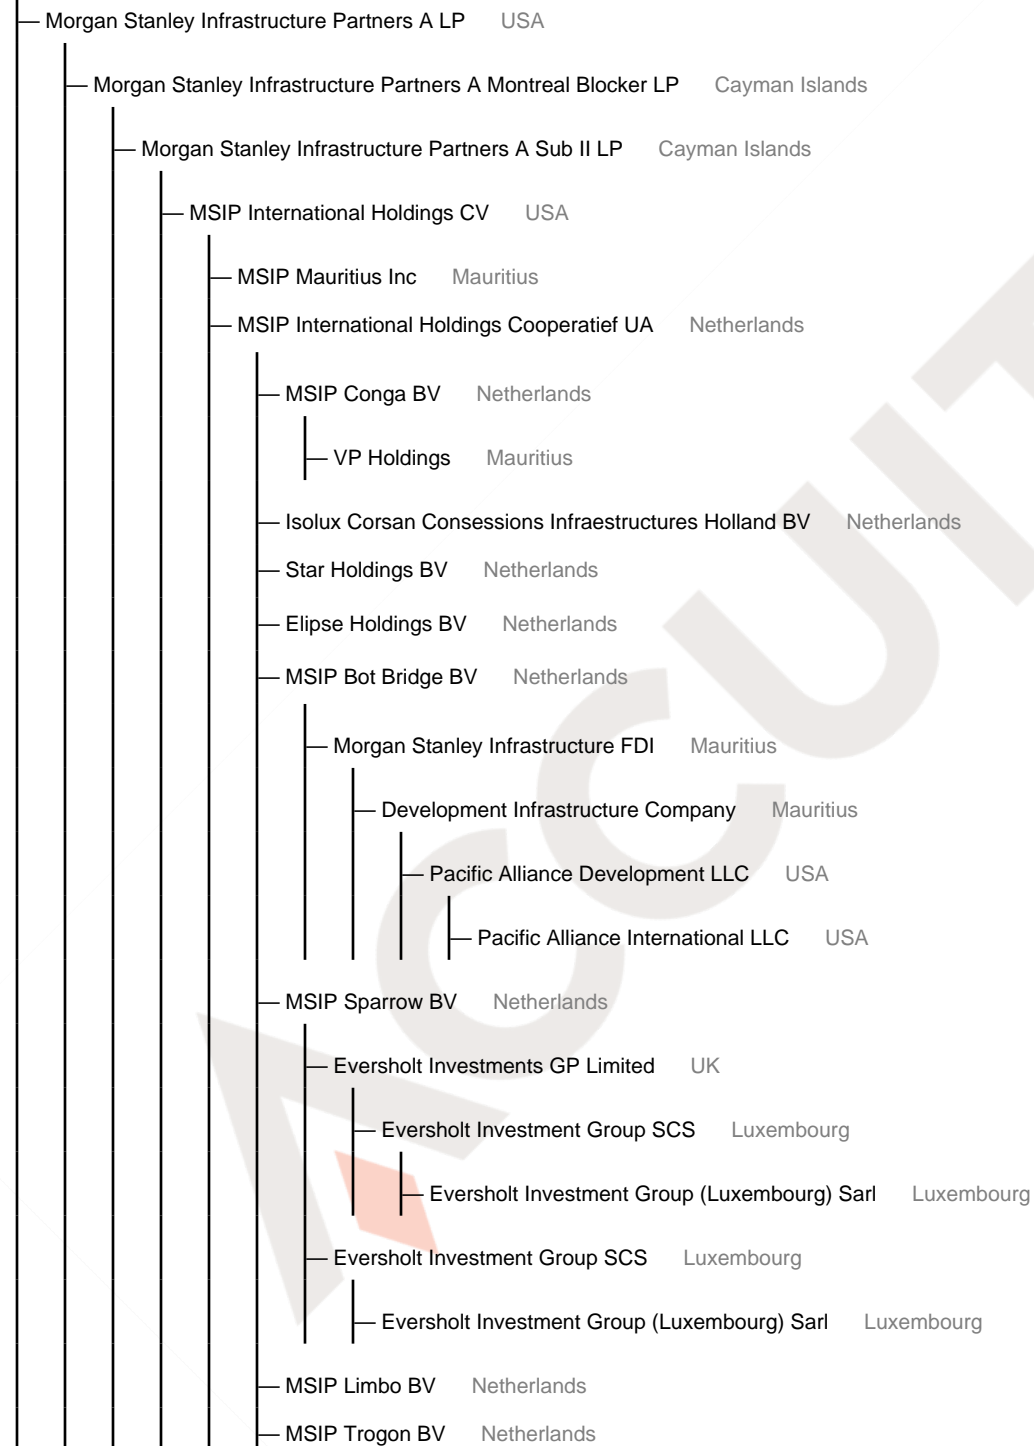 Morgan Stanley Infrastructure Partners A LP USA
Morgan Stanley Infrastructure Partners A Montreal Blocker LP Cayman Islands
Morgan Stanley Infrastructure Partners A Sub II LP Cayman Islands
MSIP International Holdings CV USA
MSIP Mauritius Inc Mauritius
MSIP International Holdings Cooperatief UA Netherlands
MSIP Conga BV Netherlands
VP Holdings Mauritius
Isolux Corsan Consessions Infraestructures Holland BV Netherlands
Star Holdings BV Netherlands
Elipse Holdings BV Netherlands
MSIP Bot Bridge BV Netherlands
Morgan Stanley Infrastructure FDI Mauritius
Development Infrastructure Company Mauritius
Pacific Alliance Development LLC USA
Pacific Alliance International LLC USA
MSIP Sparrow BV Netherlands
Eversholt Investments GP Limited UK
Eversholt Investment Group SCS Luxembourg
Eversholt Investment Group (Luxembourg) Sarl Luxembourg
Eversholt Investment Group SCS Luxembourg
Eversholt Investment Group (Luxembourg) Sarl Luxembourg
MSIP Limbo BV Netherlands
MSIP Trogon BV Netherlands
ACCUIT